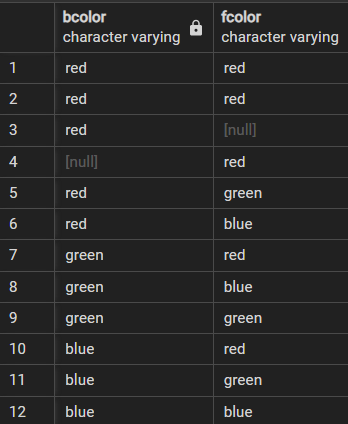 bcolor fcolor
character varying character varying
1 red red
2 red red
3 red [null]
4 [null] red
5 red green
6 red blue
7 green red
8 green blue
9 green green
10 blue red
11 blue green
12 blue blue